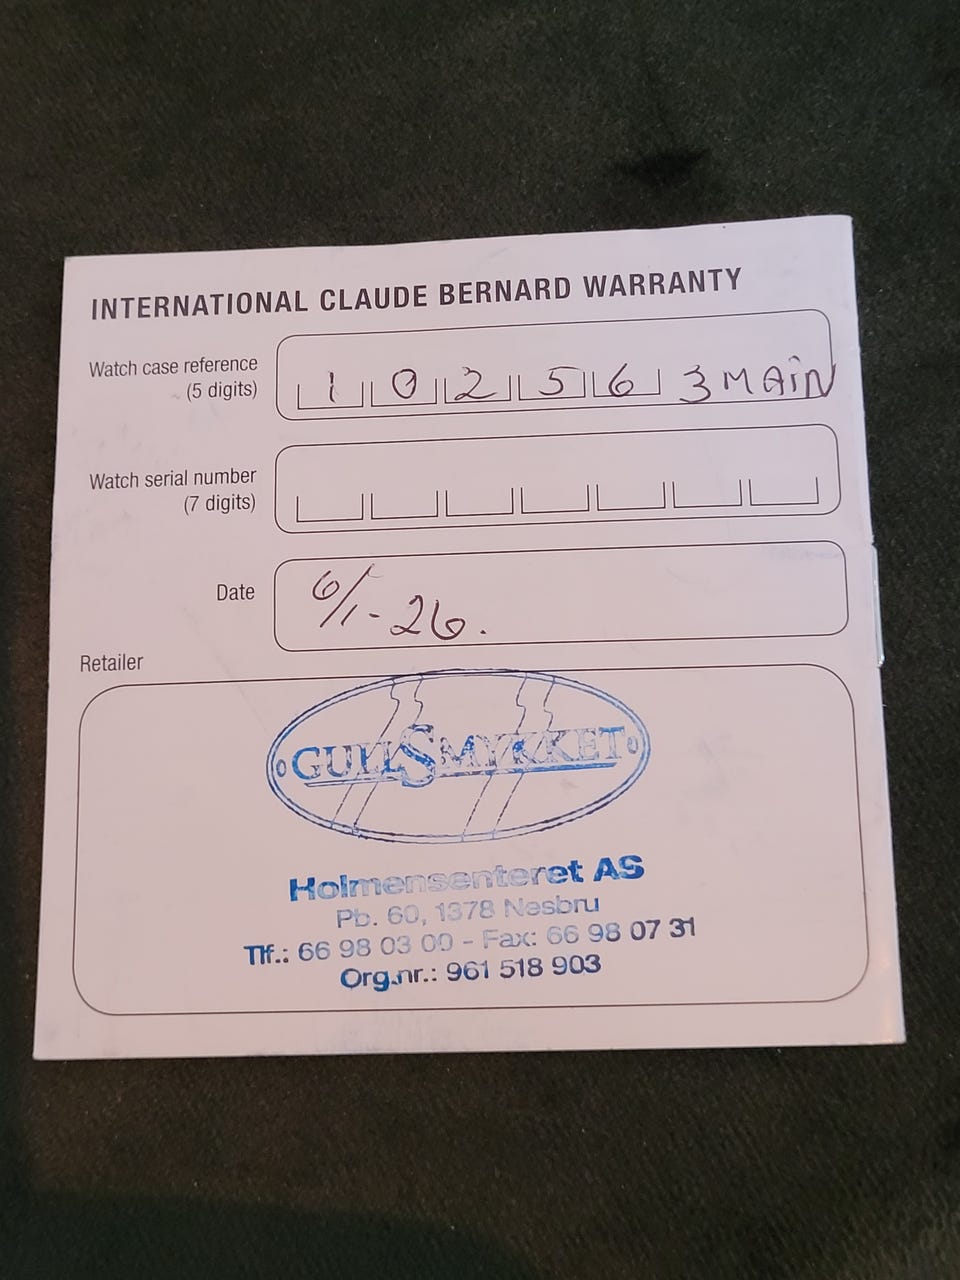 INTERNATIONAL CLAUDE BERNARD WARRANTY
Watch case reference
(5 digits)
1 0 2 5 6 3 MAIN
Watch serial number
(7 digits)
Date
6/1-26.
Retailer
GULLSMYKKET
Holmensenteret AS
Pb. 60, 1378 Nesbru
Tlf.: 66 98 03 00 - Fax: 66 98 07 31
Org.nr.: 961 518 903